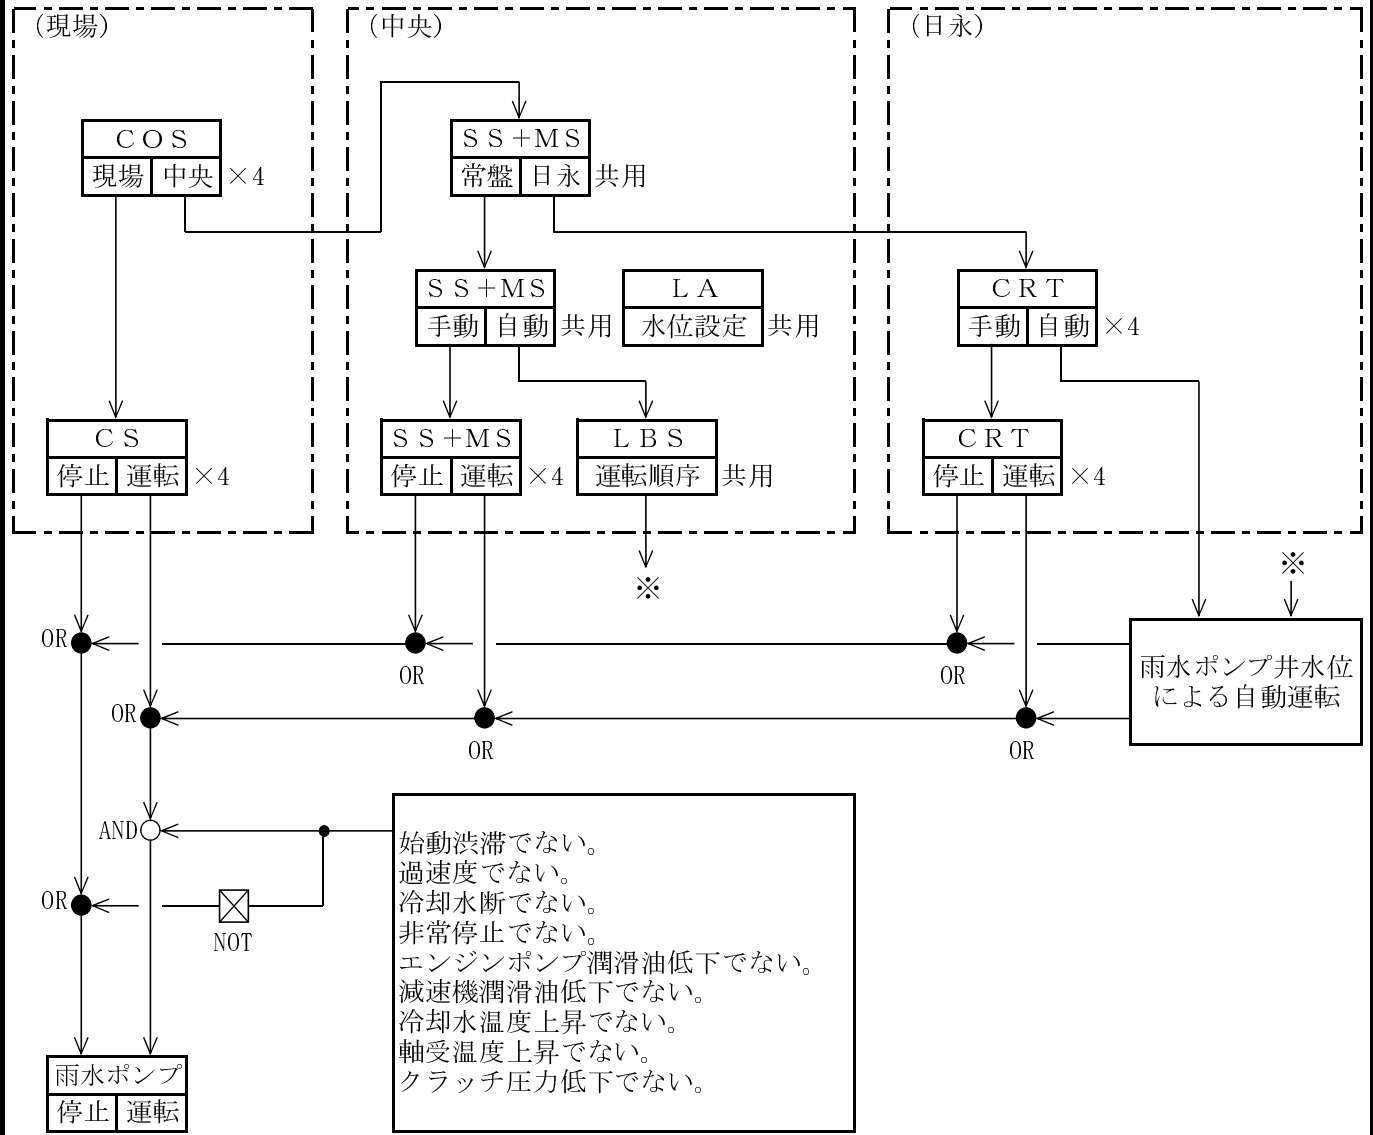 (現場)
(中央)
(日永)
COS
現場 中央 ×4
SS+MS
常盤 日永 共用
SS+MS
手動 自動 共用
LA
水位設定 共用
CRT
手動 自動 ×4
CS
停止 運転 ×4
SS+MS
停止 運転 ×4
LBS
運転順序 共用
CRT
停止 運転 ×4
※
※
OR
OR
OR
雨水ポンプ井水位
による自動運転
OR
OR
OR
AND
OR
NOT
始動渋滞でない。
過速度でない。
冷却水断でない。
非常停止でない。
エンジンポンプ潤滑油低下でない。
減速機潤滑油低下でない。
冷却水温度上昇でない。
軸受温度上昇でない。
クラッチ圧力低下でない。
雨水ポンプ
停止 運転